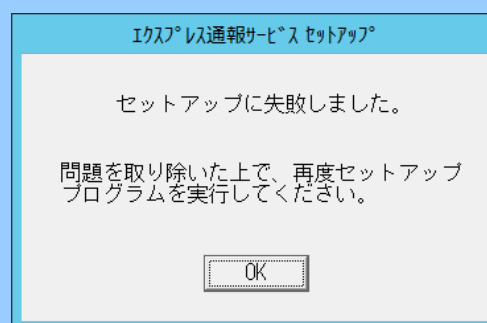 ｴｸｽﾌﾟﾚｽ通報ｻｰﾋﾞｽ ｾｯﾄｱｯﾌﾟ
セットアップに失敗しました。
問題を取り除いた上で、再度セットアップ
プログラムを実行してください。
OK